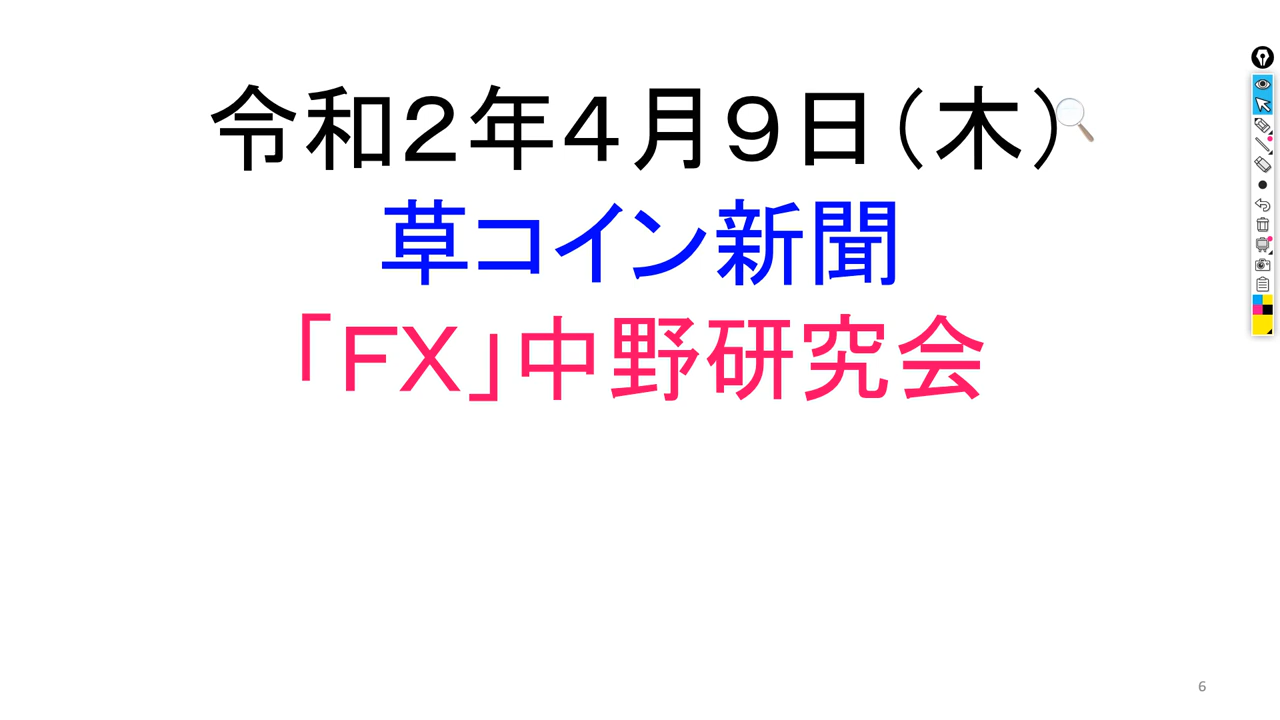 令和２年４月９日（木）
草コイン新聞
「ＦＸ」中野研究会
6